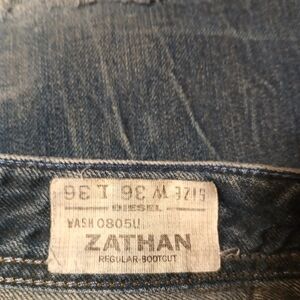 SIZE W 36 L 36
DIESEL
WASH 0805U
ZATHAN
REGULAR-BOOTCUT